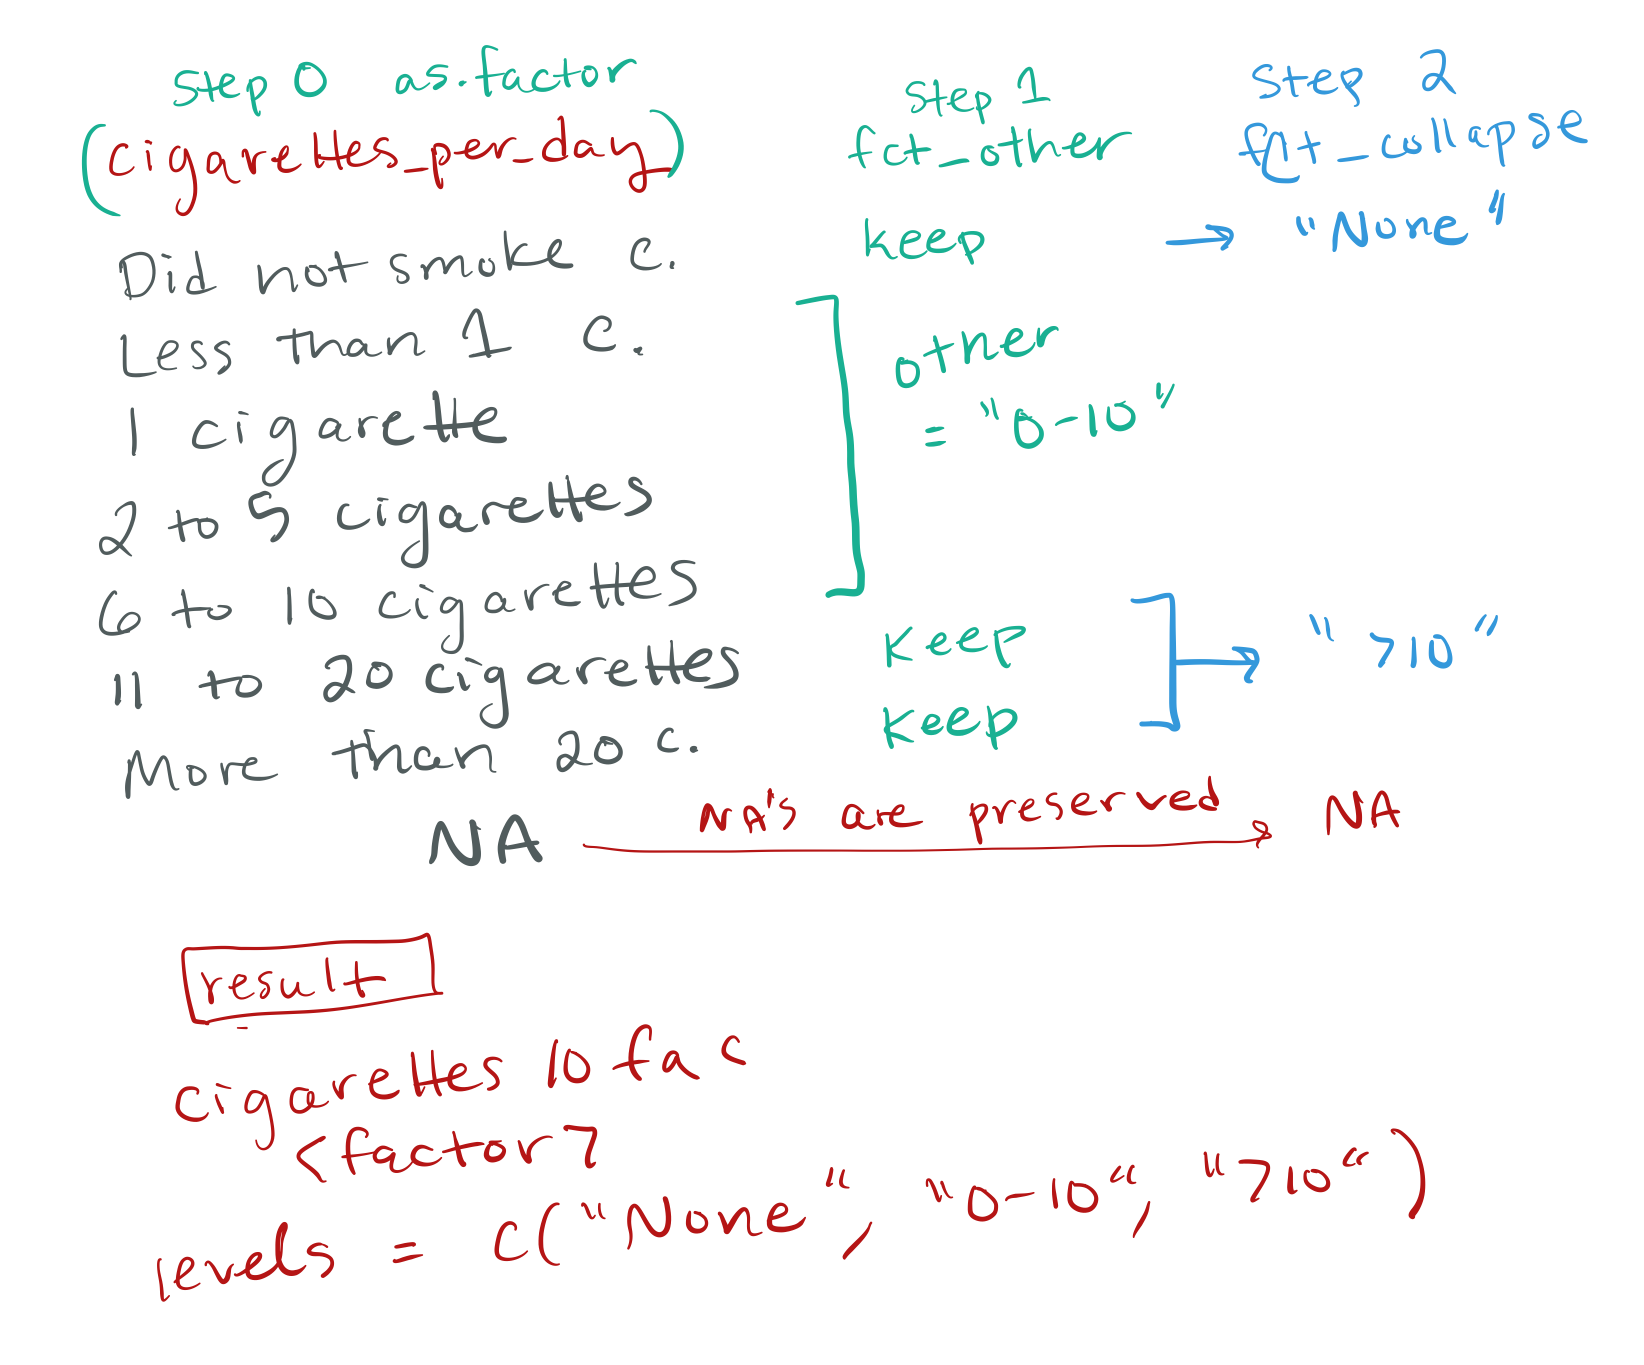 Step 0 as.factor
(cigarettes_per_day)
Step 1
fct_other
Step 2
fct_collapse
Did not smoke c. keep → "None"
Less than 1 c.
1 cigarette
2 to 5 cigarettes
6 to 10 cigarettes
other
= "0-10"
11 to 20 cigarettes keep
More than 20 c. keep
→ ">10"
NA NA's are preserved → NA
result
cigarettes10fac
<factor>
levels = c("None", "0-10", ">10")